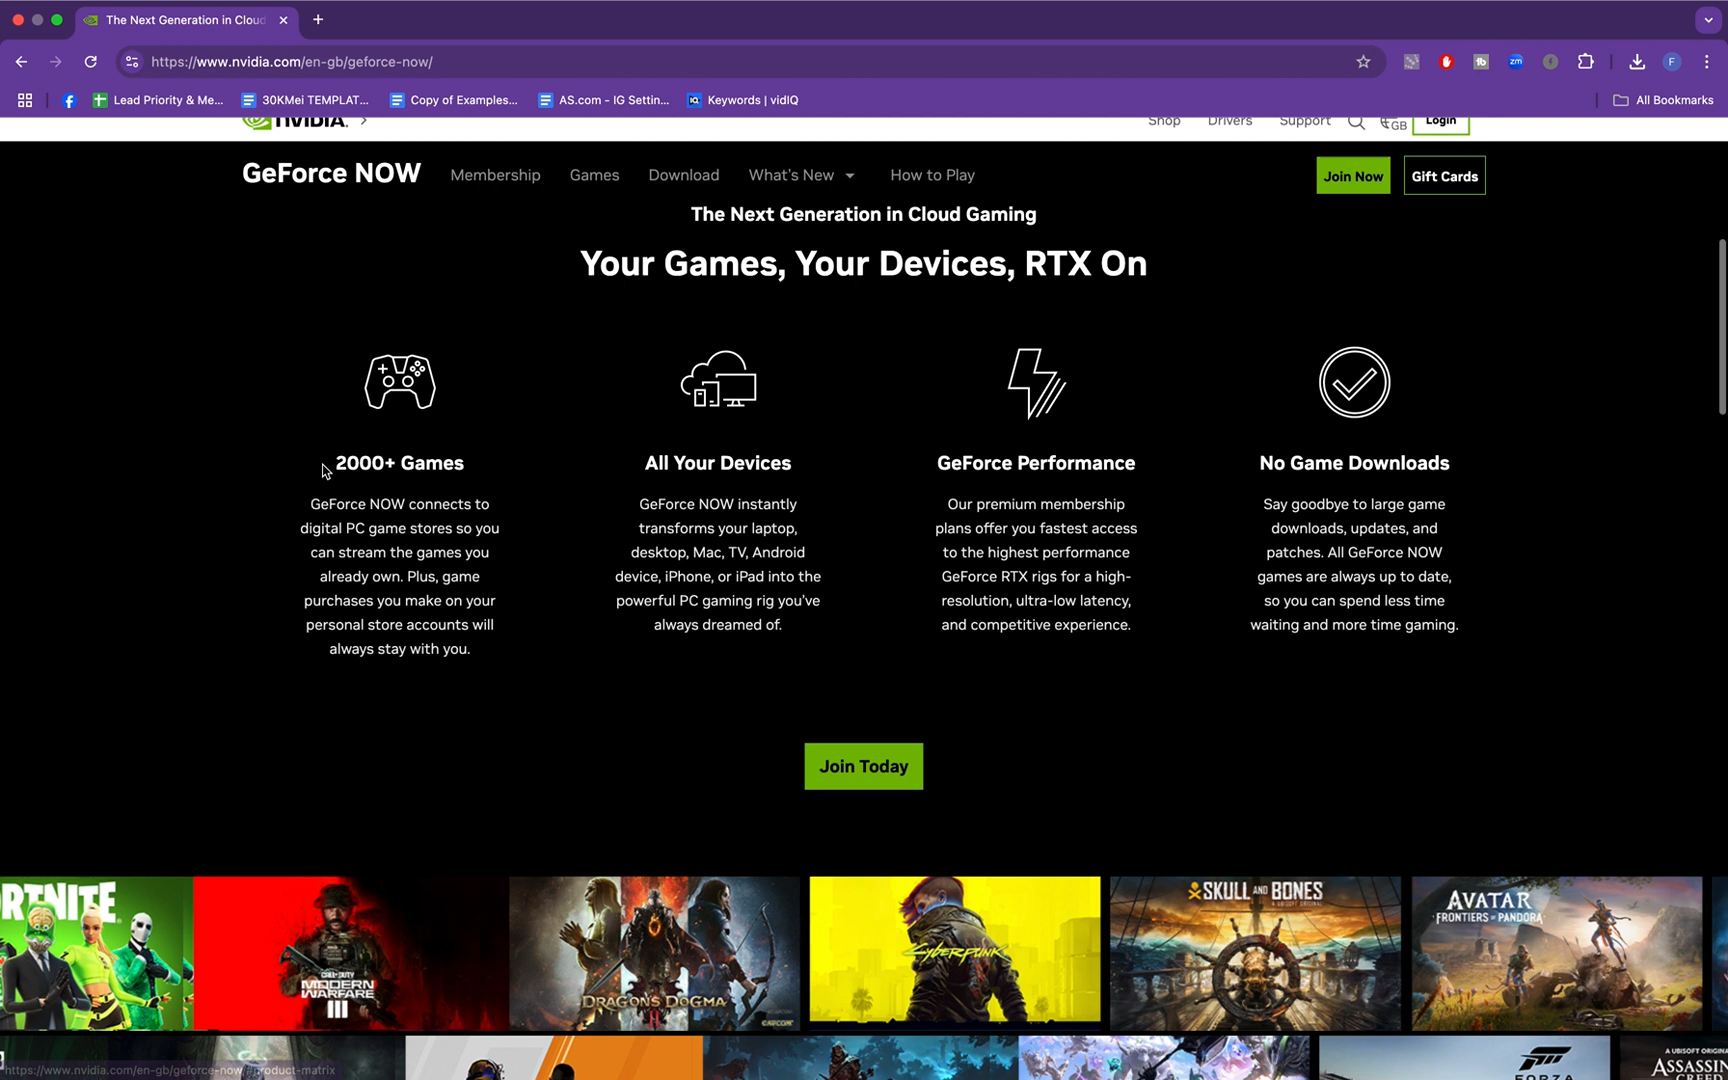 The Next Generation in Cloud
https://www.nvidia.com/en-gb/geforce-now/
Lead Priority & Me...
30KMei TEMPLAT...
Copy of Examples...
AS.com - IG Settin...
Keywords | vidIQ
All Bookmarks
NVIDIA.
Shop
Drivers
Support
GB
Login
GeForce NOW
Membership
Games
Download
What's New
How to Play
Join Now
Gift Cards
The Next Generation in Cloud Gaming
Your Games, Your Devices, RTX On
2000+ Games
GeForce NOW connects to
digital PC game stores so you
can stream the games you
already own. Plus, game
purchases you make on your
personal store accounts will
always stay with you.
All Your Devices
GeForce NOW instantly
transforms your laptop,
desktop, Mac, TV, Android
device, iPhone, or iPad into the
powerful PC gaming rig you've
always dreamed of.
GeForce Performance
Our premium membership
plans offer you fastest access
to the highest performance
GeForce RTX rigs for a high-
resolution, ultra-low latency,
and competitive experience.
No Game Downloads
Say goodbye to large game
downloads, updates, and
patches. All GeForce NOW
games are always up to date,
so you can spend less time
waiting and more time gaming.
Join Today
RTNITE
CALL OF DUTY
MODERN
WARFARE
III
DRAGON'S DOGMA
II
CAPCOM
CYBERPUNK
SKULL AND BONES
A UBISOFT ORIGINAL
AVATAR
FRONTIERS OF PANDORA
FORZA
A UBISOFT ORIGINA
ASSASSIN
CREED
https://www.nvidia.com/en-gb/geforce-now/#product-matrix